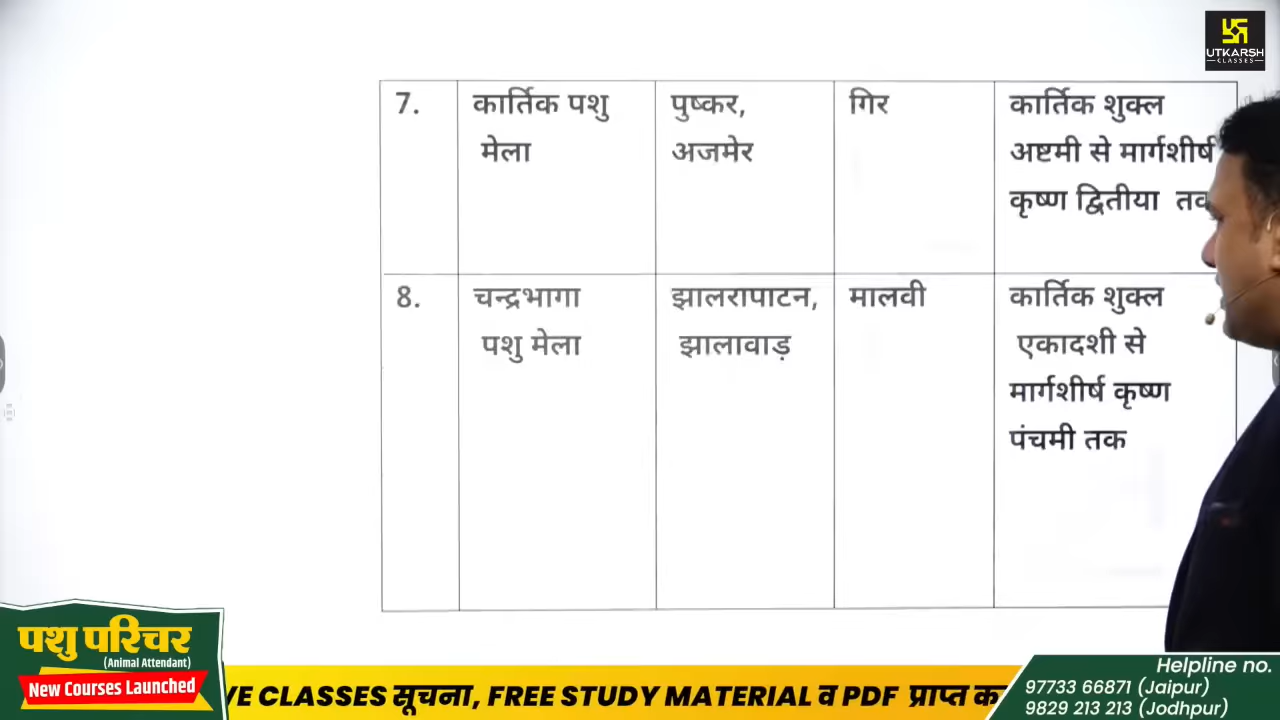 UTKARSH
CLASSES
7.
कार्तिक पशु
मेला
पुष्कर,
अजमेर
गिर
कार्तिक शुक्ल
अष्टमी से मार्गशीर्ष
कृष्ण द्वितीया
8.
चन्द्रभागा
पशु मेला
झालरापाटन,
झालावाड़
मालवी
कार्तिक शुक्ल
एकादशी से
मार्गशीर्ष कृष्ण
पंचमी तक
पशु परिचर
(Animal Attendant)
New Courses Launched
CLASSES सूचना, FREE STUDY MATERIAL व PDF प्राप्त
Helpline no.
97733 66871 (Jaipur)
9829 213 213 (Jodhpur)